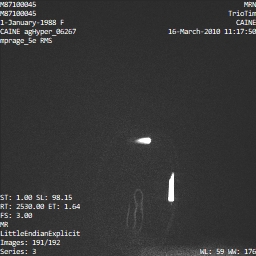 M87100045
M87100045
1-January-1988 F
CAINE agHyper_06267
mprage_5e RMS
MRN
TrioTim
CAINE
16-March-2010 11:17:50
ST: 1.00 SL: 98.15
RT: 2530.00 ET: 1.64
FS: 3.00
MR
LittleEndianExplicit
Images: 191/192
Series: 3
WL: 59 WW: 176